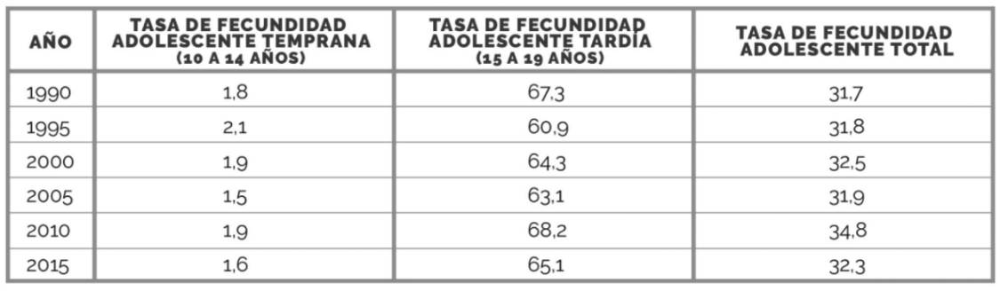 AÑO
TASA DE FECUNDIDAD
ADOLESCENTE TEMPRANA
(10 A 14 AÑOS)
TASA DE FECUNDIDAD
ADOLESCENTE TARDÍA
(15 A 19 AÑOS)
TASA DE FECUNDIDAD
ADOLESCENTE TOTAL
1990 1,8 67,3 31,7
1995 2,1 60,9 31,8
2000 1,9 64,3 32,5
2005 1,5 63,1 31,9
2010 1,9 68,2 34,8
2015 1,6 65,1 32,3